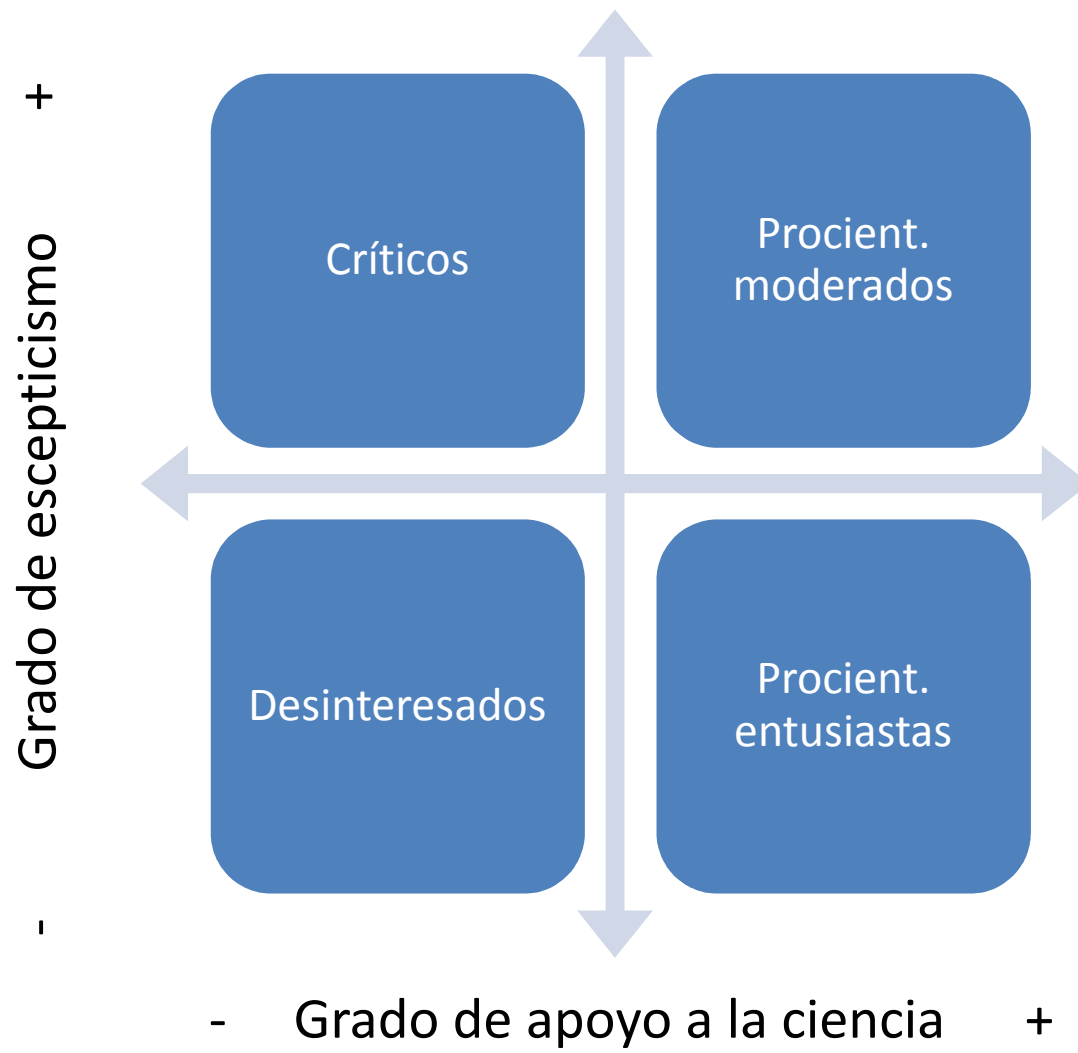 +
Grado de escepticismo
-
Críticos
Procient.
moderados
Desinteresados
Procient.
entusiastas
- Grado de apoyo a la ciencia +